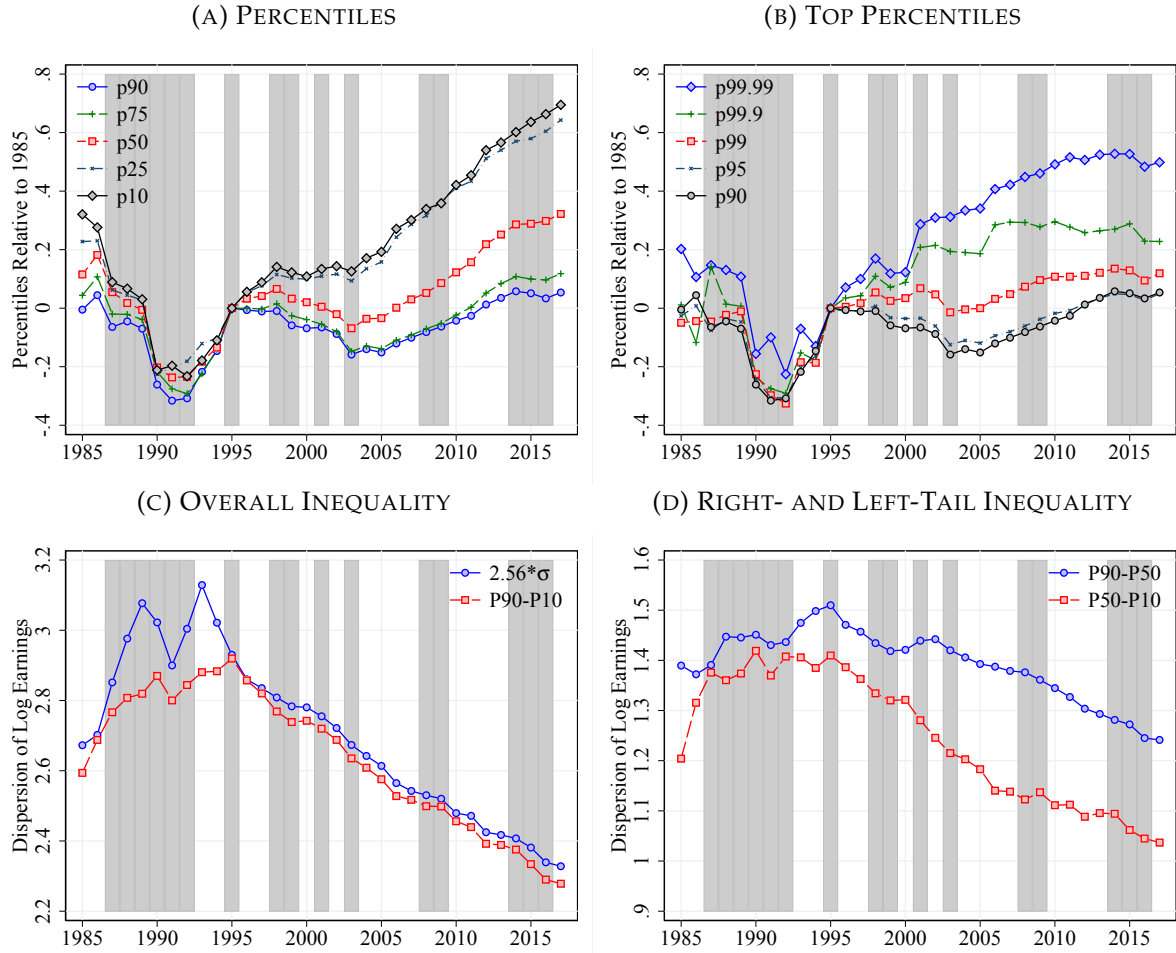 (A) PERCENTILES
Percentiles Relative to 1985
.8
.6
.4
.2
0
-.2
-.4
p90
p75
p50
p25
p10
1985 1990 1995 2000 2005 2010 2015
(B) TOP PERCENTILES
Percentiles Relative to 1985
.8
.6
.4
.2
0
-.2
-.4
p99.99
p99.9
p99
p95
p90
1985 1990 1995 2000 2005 2010 2015
(C) OVERALL INEQUALITY
Dispersion of Log Earnings
3.2
3
2.8
2.6
2.4
2.2
2.56*σ
P90-P10
1985 1990 1995 2000 2005 2010 2015
(D) RIGHT- AND LEFT-TAIL INEQUALITY
Dispersion of Log Earnings
1.6
1.5
1.4
1.3
1.2
1.1
1
.9
P90-P50
P50-P10
1985 1990 1995 2000 2005 2010 2015